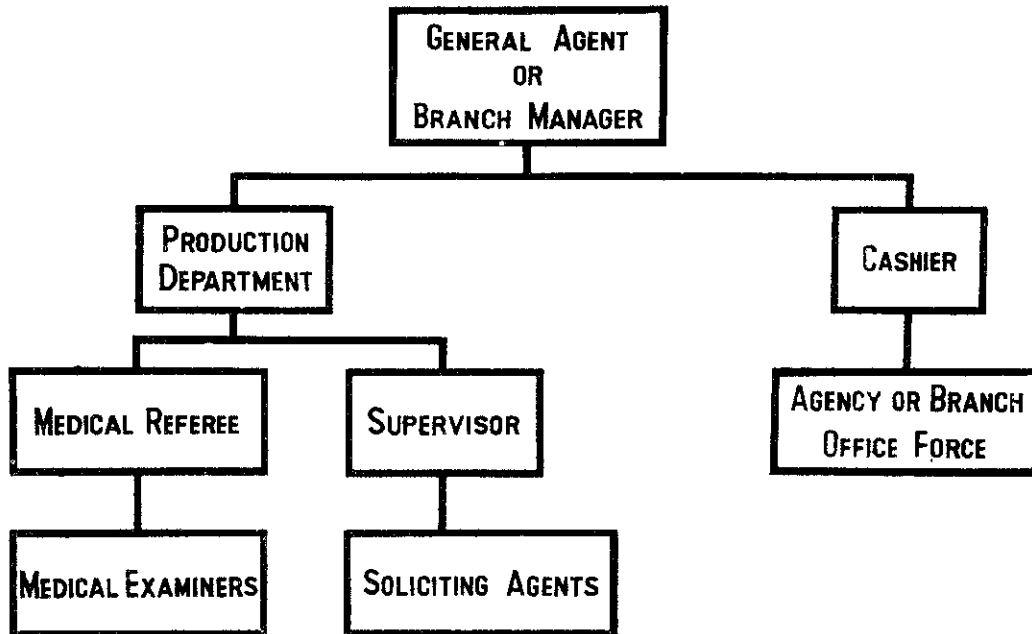 GENERAL AGENT
OR
BRANCH MANAGER
PRODUCTION
DEPARTMENT
CASHIER
MEDICAL REFEREE
SUPERVISOR
AGENCY OR BRANCH
OFFICE FORCE
MEDICAL EXAMINERS
SOLICITING AGENTS